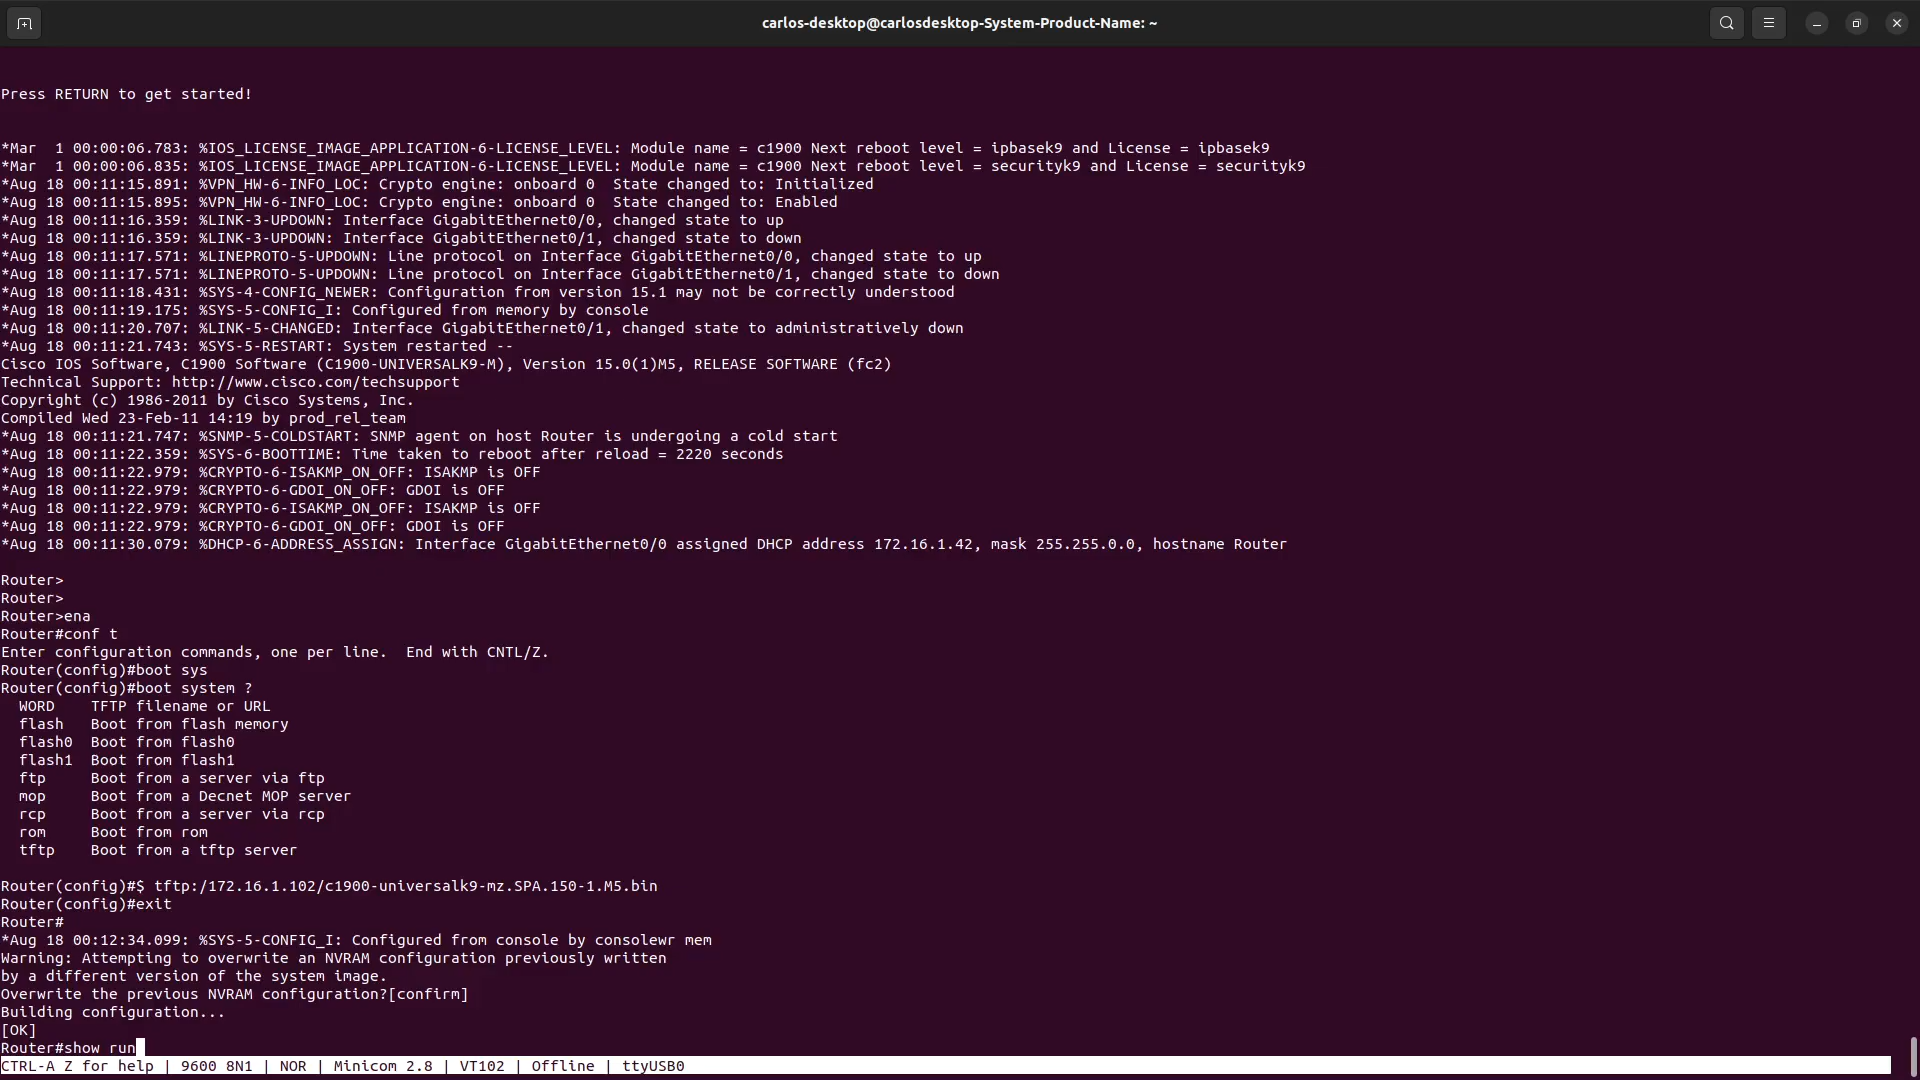 carlos-desktop@carlosdesktop-System-Product-Name: ~
Press RETURN to get started!
*Mar  1 00:00:06.783: %IOS_LICENSE_IMAGE_APPLICATION-6-LICENSE_LEVEL: Module name = c1900 Next reboot level = ipbasek9 and License = ipbasek9
*Mar  1 00:00:06.835: %IOS_LICENSE_IMAGE_APPLICATION-6-LICENSE_LEVEL: Module name = c1900 Next reboot level = securityk9 and License = securityk9
*Aug 18 00:11:15.891: %VPN_HW-6-INFO_LOC: Crypto engine: onboard 0  State changed to: Initialized
*Aug 18 00:11:15.895: %VPN_HW-6-INFO_LOC: Crypto engine: onboard 0  State changed to: Enabled
*Aug 18 00:11:16.359: %LINK-3-UPDOWN: Interface GigabitEthernet0/0, changed state to up
*Aug 18 00:11:16.359: %LINK-3-UPDOWN: Interface GigabitEthernet0/1, changed state to down
*Aug 18 00:11:17.571: %LINEPROTO-5-UPDOWN: Line protocol on Interface GigabitEthernet0/0, changed state to up
*Aug 18 00:11:17.571: %LINEPROTO-5-UPDOWN: Line protocol on Interface GigabitEthernet0/1, changed state to down
*Aug 18 00:11:18.431: %SYS-4-CONFIG_NEWER: Configuration from version 15.1 may not be correctly understood
*Aug 18 00:11:19.175: %SYS-5-CONFIG_I: Configured from memory by console
*Aug 18 00:11:20.707: %LINK-5-CHANGED: Interface GigabitEthernet0/1, changed state to administratively down
*Aug 18 00:11:21.743: %SYS-5-RESTART: System restarted --
Cisco IOS Software, C1900 Software (C1900-UNIVERSALK9-M), Version 15.0(1)M5, RELEASE SOFTWARE (fc2)
Technical Support: http://www.cisco.com/techsupport
Copyright (c) 1986-2011 by Cisco Systems, Inc.
Compiled Wed 23-Feb-11 14:19 by prod_rel_team
*Aug 18 00:11:21.747: %SNMP-5-COLDSTART: SNMP agent on host Router is undergoing a cold start
*Aug 18 00:11:22.359: %SYS-6-BOOTTIME: Time taken to reboot after reload = 2220 seconds
*Aug 18 00:11:22.979: %CRYPTO-6-ISAKMP_ON_OFF: ISAKMP is OFF
*Aug 18 00:11:22.979: %CRYPTO-6-GDOI_ON_OFF: GDOI is OFF
*Aug 18 00:11:22.979: %CRYPTO-6-ISAKMP_ON_OFF: ISAKMP is OFF
*Aug 18 00:11:22.979: %CRYPTO-6-GDOI_ON_OFF: GDOI is OFF
*Aug 18 00:11:30.079: %DHCP-6-ADDRESS_ASSIGN: Interface GigabitEthernet0/0 assigned DHCP address 172.16.1.42, mask 255.255.0.0, hostname Router
Router>
Router>
Router>ena
Router#conf t
Enter configuration commands, one per line.  End with CNTL/Z.
Router(config)#boot sys
Router(config)#boot system ?
  WORD    TFTP filename or URL
  flash   Boot from flash memory
  flash0  Boot from flash0
  flash1  Boot from flash1
  ftp     Boot from a server via ftp
  mop     Boot from a Decnet MOP server
  rcp     Boot from a server via rcp
  rom     Boot from rom
  tftp    Boot from a tftp server
Router(config)#$ tftp:/172.16.1.102/c1900-universalk9-mz.SPA.150-1.M5.bin
Router(config)#exit
Router#
*Aug 18 00:12:34.099: %SYS-5-CONFIG_I: Configured from console by consolewr mem
Warning: Attempting to overwrite an NVRAM configuration previously written
by a different version of the system image.
Overwrite the previous NVRAM configuration?[confirm]
Building configuration...
[OK]
Router#show run
CTRL-A Z for help | 9600 8N1 | NOR | Minicom 2.8 | VT102 | Offline | ttyUSB0